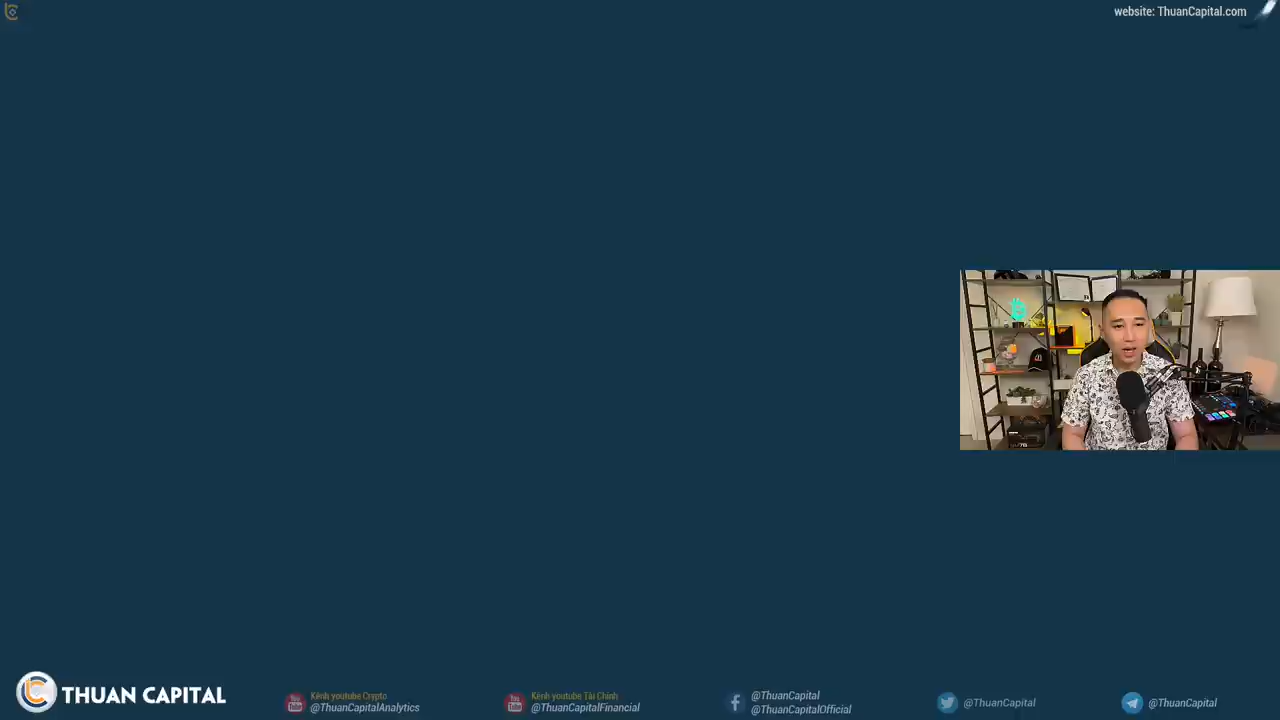 website: ThuanCapital.com
THUAN CAPITAL
Kênh youtube Crypto
@ThuanCapitalAnalytics
Kênh youtube Tài Chính
@ThuanCapitalFinancial
@ThuanCapital
@ThuanCapitalOfficial
@ThuanCapital
@ThuanCapital